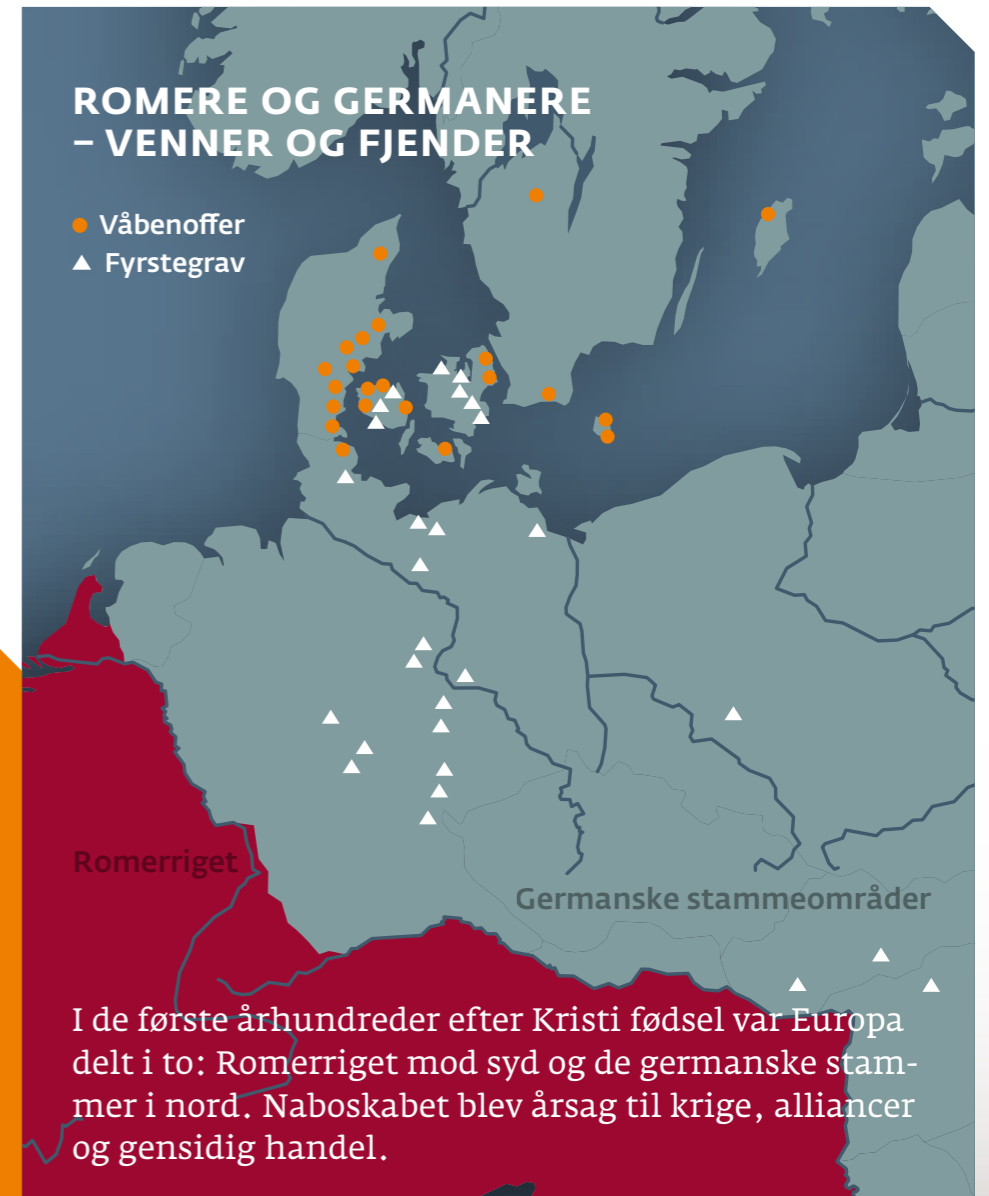 ROMERE OG GERMANERE
– VENNER OG FJENDER
Våbenoffer
Fyrstegrav
Romerriget
Germanske stammeområder
I de første århundreder efter Kristi fødsel var Europa
delt i to: Romerriget mod syd og de germanske stam-
mer i nord. Naboskabet blev årsag til krige, alliancer
og gensidig handel.